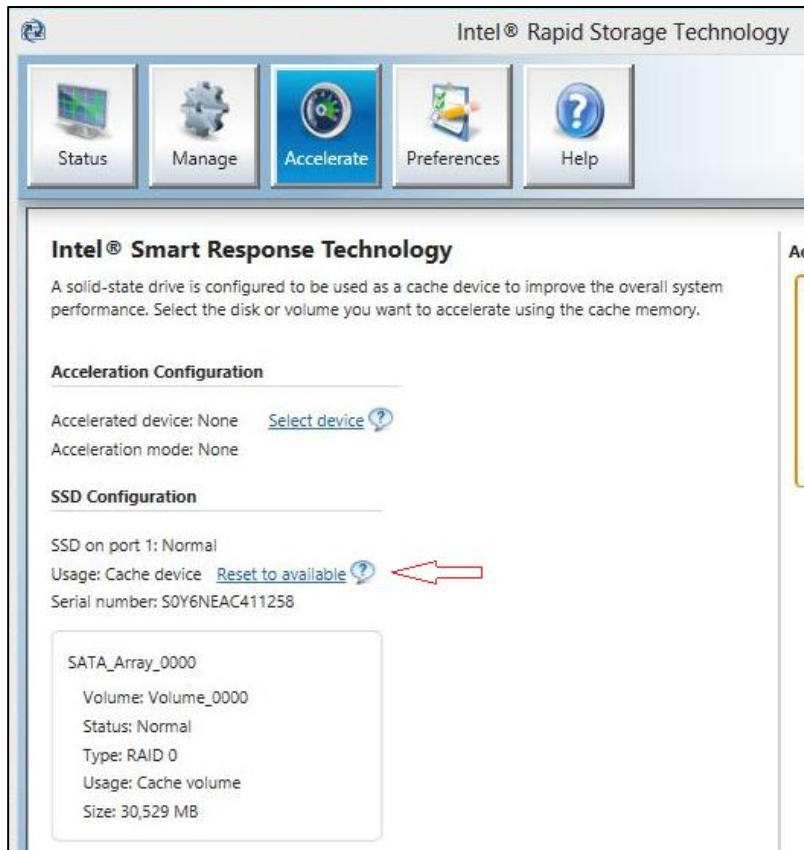 Intel® Rapid Storage Technology
Status
Manage
Accelerate
Preferences
Help
Intel® Smart Response Technology
A solid-state drive is configured to be used as a cache device to improve the overall system
performance. Select the disk or volume you want to accelerate using the cache memory.
Acceleration Configuration
Accelerated device: None Select device
Acceleration mode: None
SSD Configuration
SSD on port 1: Normal
Usage: Cache device Reset to available
Serial number: S0Y6NEAC411258
SATA_Array_0000
Volume: Volume_0000
Status: Normal
Type: RAID 0
Usage: Cache volume
Size: 30,529 MB